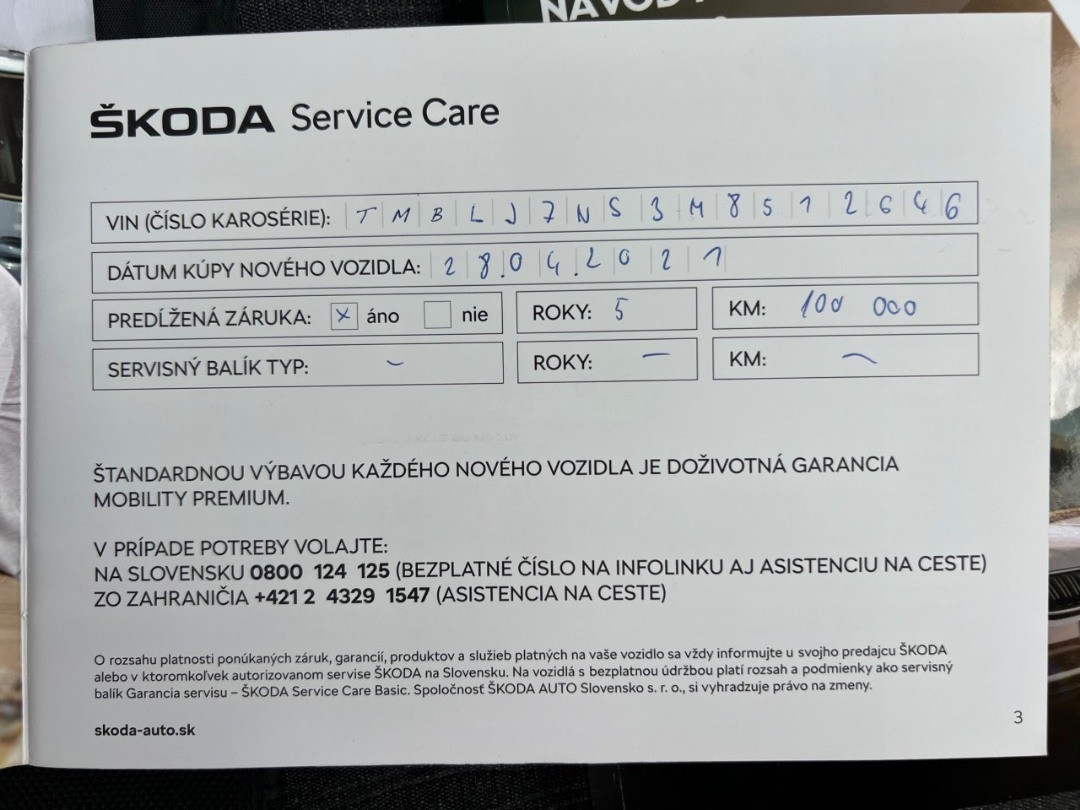 NÁVOD
ŠKODA Service Care
VIN (ČÍSLO KAROSÉRIE): TMBLJ7NS3M8512646
DÁTUM KÚPY NOVÉHO VOZIDLA: 28.04.2021
PREDĹŽENÁ ZÁRUKA: x áno nie ROKY: 5 KM: 100 000
SERVISNÝ BALÍK TYP: – ROKY: – KM: –
ŠTANDARDNOU VÝBAVOU KAŽDÉHO NOVÉHO VOZIDLA JE DOŽIVOTNÁ GARANCIA
MOBILITY PREMIUM.
V PRÍPADE POTREBY VOLAJTE:
NA SLOVENSKU 0800 124 125 (BEZPLATNÉ ČÍSLO NA INFOLINKU AJ ASISTENCIU NA CESTE)
ZO ZAHRANIČIA +421 2 4329 1547 (ASISTENCIA NA CESTE)
O rozsahu platnosti ponúkaných záruk, garancií, produktov a služieb platných na vaše vozidlo sa vždy informujte u svojho predajcu ŠKODA
alebo v ktoromkoľvek autorizovanom servise ŠKODA na Slovensku. Na vozidlá s bezplatnou údržbou platí rozsah a podmienky ako servisný
balík Garancia servisu – ŠKODA Service Care Basic. Spoločnosť ŠKODA AUTO Slovensko s. r. o., si vyhradzuje právo na zmeny.
skoda-auto.sk
3